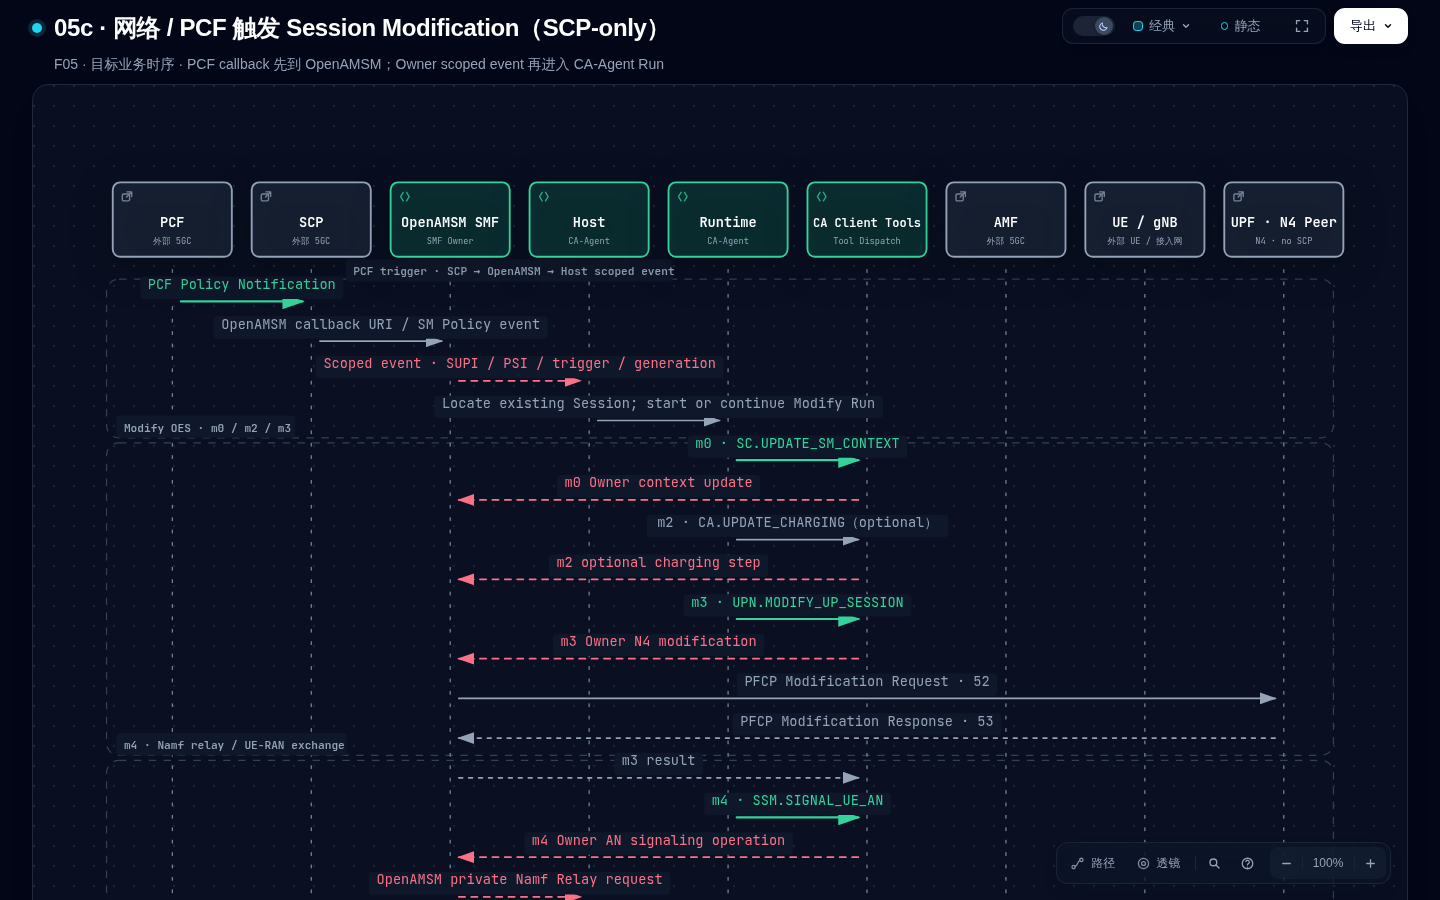 05c · 网络 / PCF 触发 Session Modification（SCP-only）
经典
静态
导出
F05 · 目标业务时序 · PCF callback 先到 OpenAMSM；Owner scoped event 再进入 CA-Agent Run
PCF
外部 5GC
SCP
外部 5GC
OpenAMSM SMF
SMF Owner
Host
CA-Agent
Runtime
CA-Agent
CA Client Tools
Tool Dispatch
AMF
外部 5GC
UE / gNB
外部 UE / 接入网
UPF · N4 Peer
N4 · no SCP
PCF trigger · SCP → OpenAMSM → Host scoped event
PCF Policy Notification
OpenAMSM callback URI / SM Policy event
Scoped event · SUPI / PSI / trigger / generation
Locate existing Session; start or continue Modify Run
Modify OES · m0 / m2 / m3
m0 · SC.UPDATE_SM_CONTEXT
m0 Owner context update
m2 · CA.UPDATE_CHARGING（optional）
m2 optional charging step
m3 · UPN.MODIFY_UP_SESSION
m3 Owner N4 modification
PFCP Modification Request · 52
PFCP Modification Response · 53
m4 · Namf relay / UE-RAN exchange
m3 result
m4 · SSM.SIGNAL_UE_AN
m4 Owner AN signaling operation
OpenAMSM private Namf Relay request
路径
透镜
100%